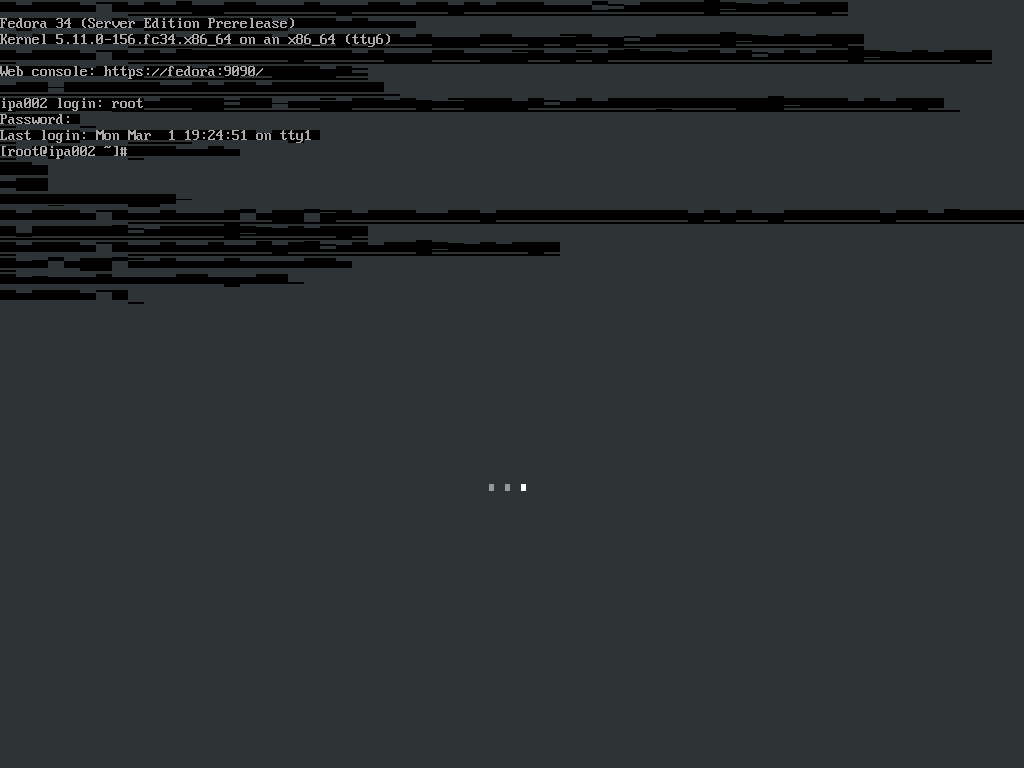 Fedora 34 (Server Edition Prerelease)
Kernel 5.11.0-156.fc34.x86_64 on an x86_64 (tty6)
Web console: https://fedora:9090/
ipa002 login: root
Password:
Last login: Mon Mar  1 19:24:51 on tty1
[root@ipa002 ~]#